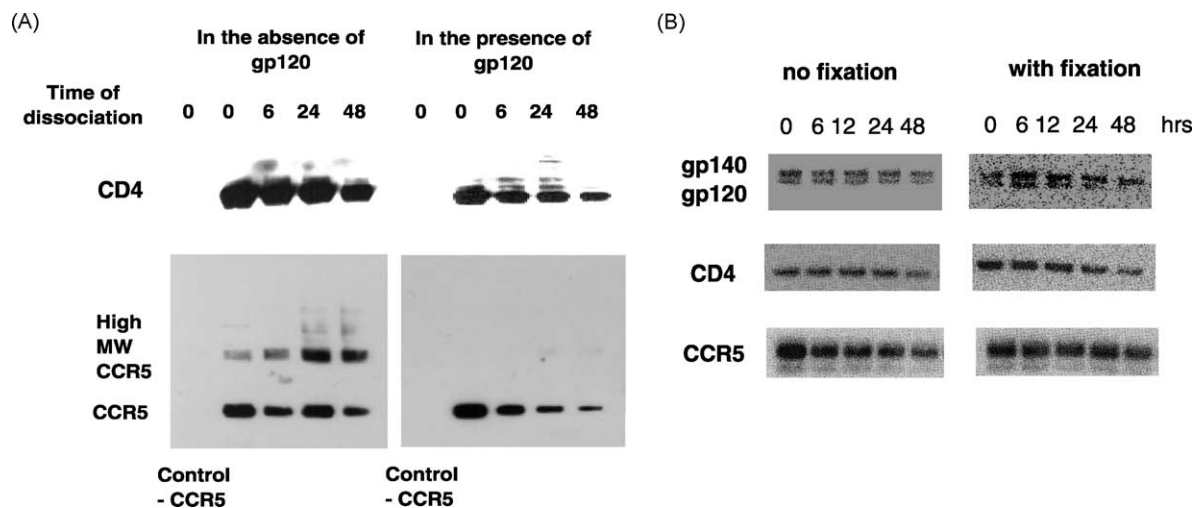 (A)
In the absence of
gp120
In the presence of
gp120
Time of
dissociation
0 0 6 24 48
0 0 6 24 48
CD4
High
MW
CCR5
CCR5
Control
- CCR5
Control
- CCR5
(B)
no fixation
with fixation
0 6 12 24 48
0 6 12 24 48 hrs
gp140
gp120
CD4
CCR5